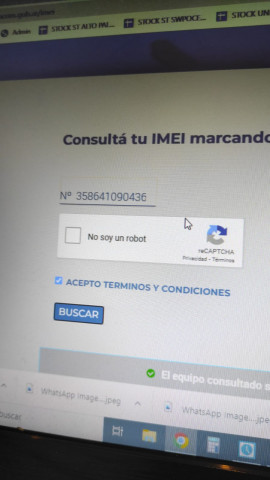 Admin STOCK ST ALTO PAL... STOCK ST SWPOCE... STOCK UN
Consultá tu IMEI marcando
Nº 358641090436
No soy un robot
reCAPTCHA
Privacidad - Términos
ACEPTO TERMINOS Y CONDICIONES
BUSCAR
El equipo consultado
WhatsApp Image....jpeg WhatsApp Image....jpe
buscar